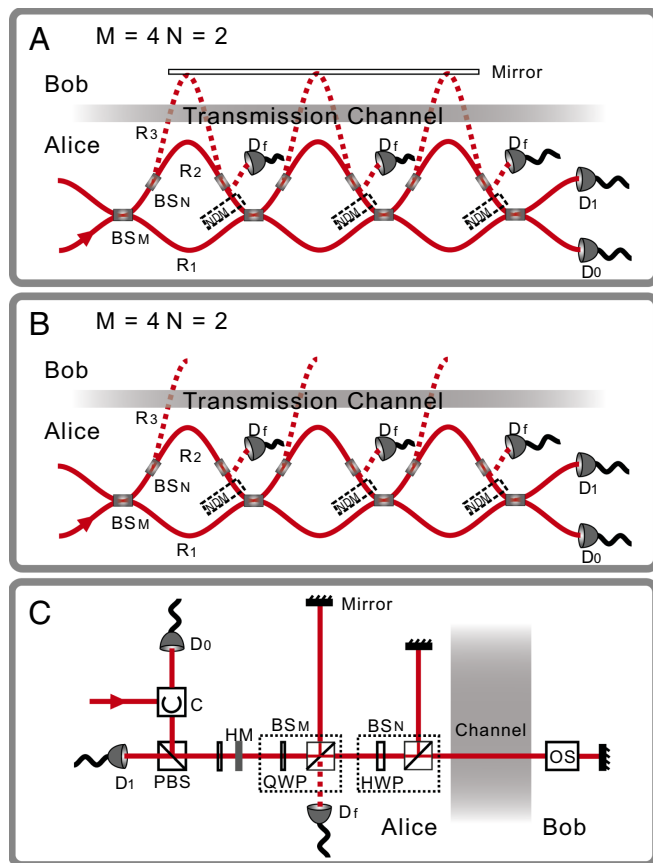 A M = 4 N = 2
Mirror
Bob
Transmission Channel
Alice
R3
Df
Df
Df
R2
BSN
NDM
NDM
NDM
D1
BSM
R1
D0
B M = 4 N = 2
Bob
Transmission Channel
R3
Alice
Df
Df
Df
R2
BSN
NDM
NDM
NDM
D1
BSM
R1
D0
C
Mirror
D0
C
HM
BSM
BSN
Channel
OS
D1
PBS
QWP
HWP
Df
Alice
Bob